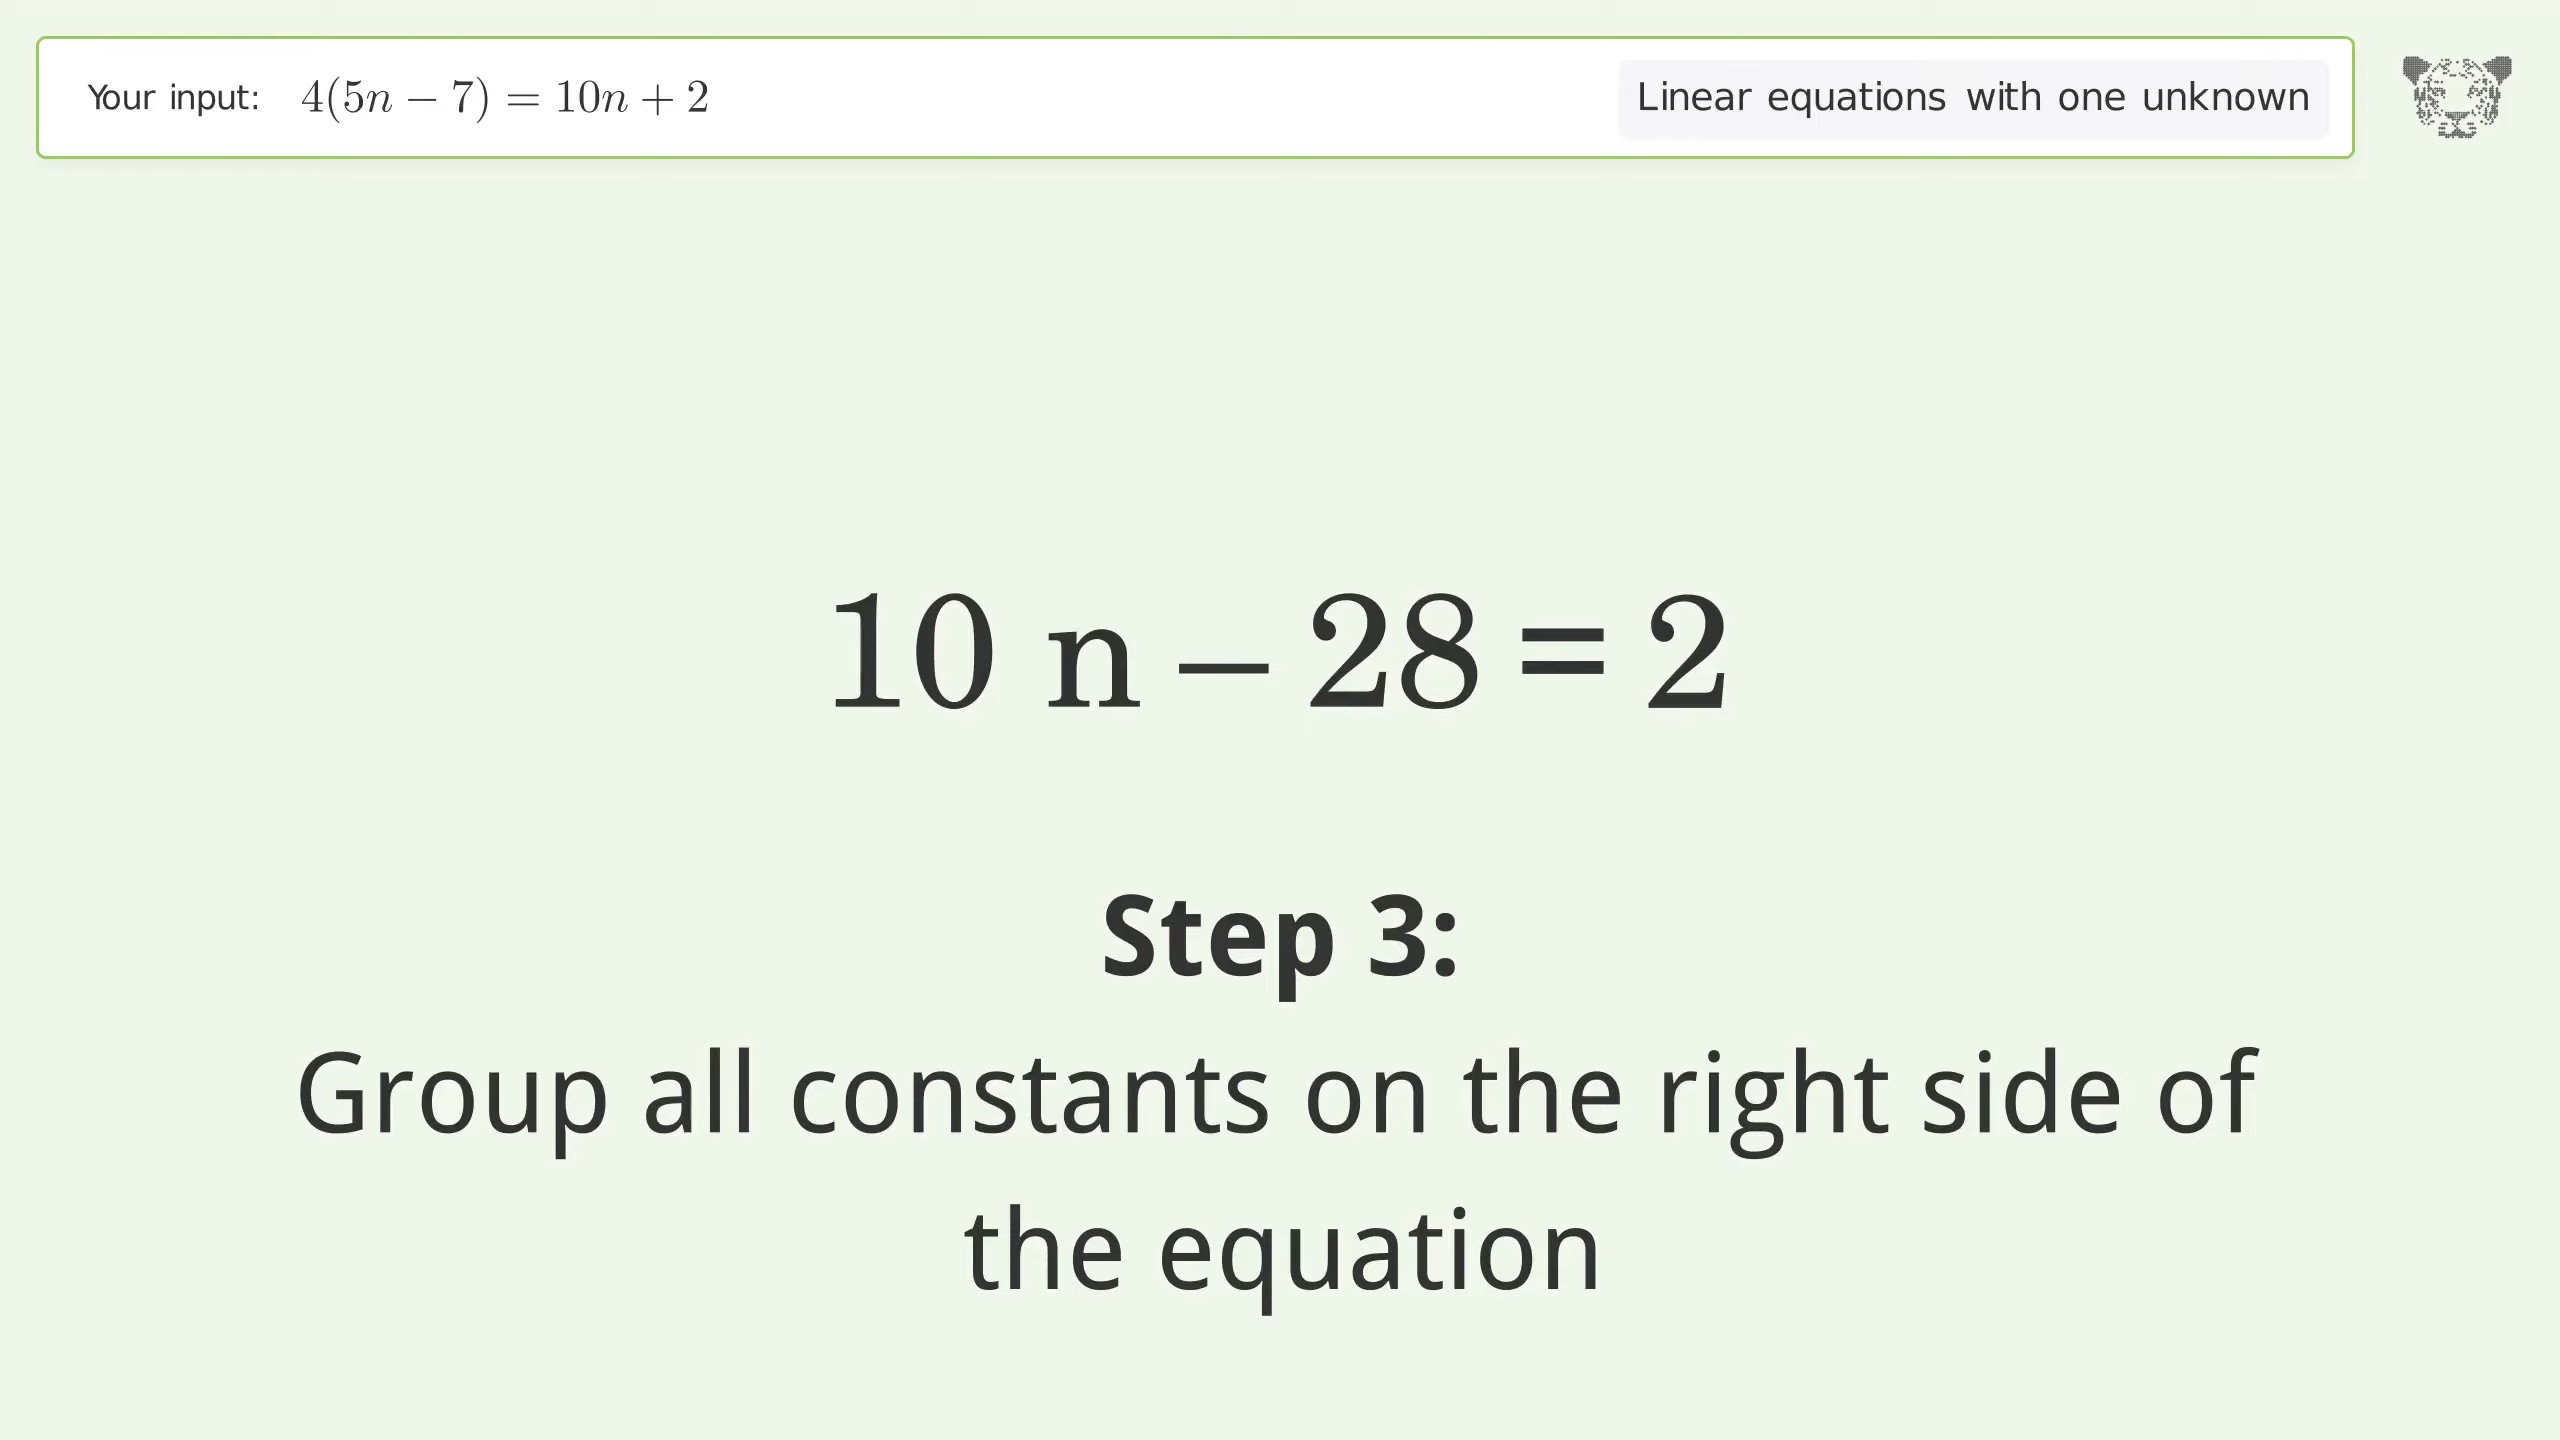 Your input: 4(5n − 7) = 10n + 2
Linear equations with one unknown
10 n – 28 = 2
Step 3:
Group all constants on the right side of
the equation